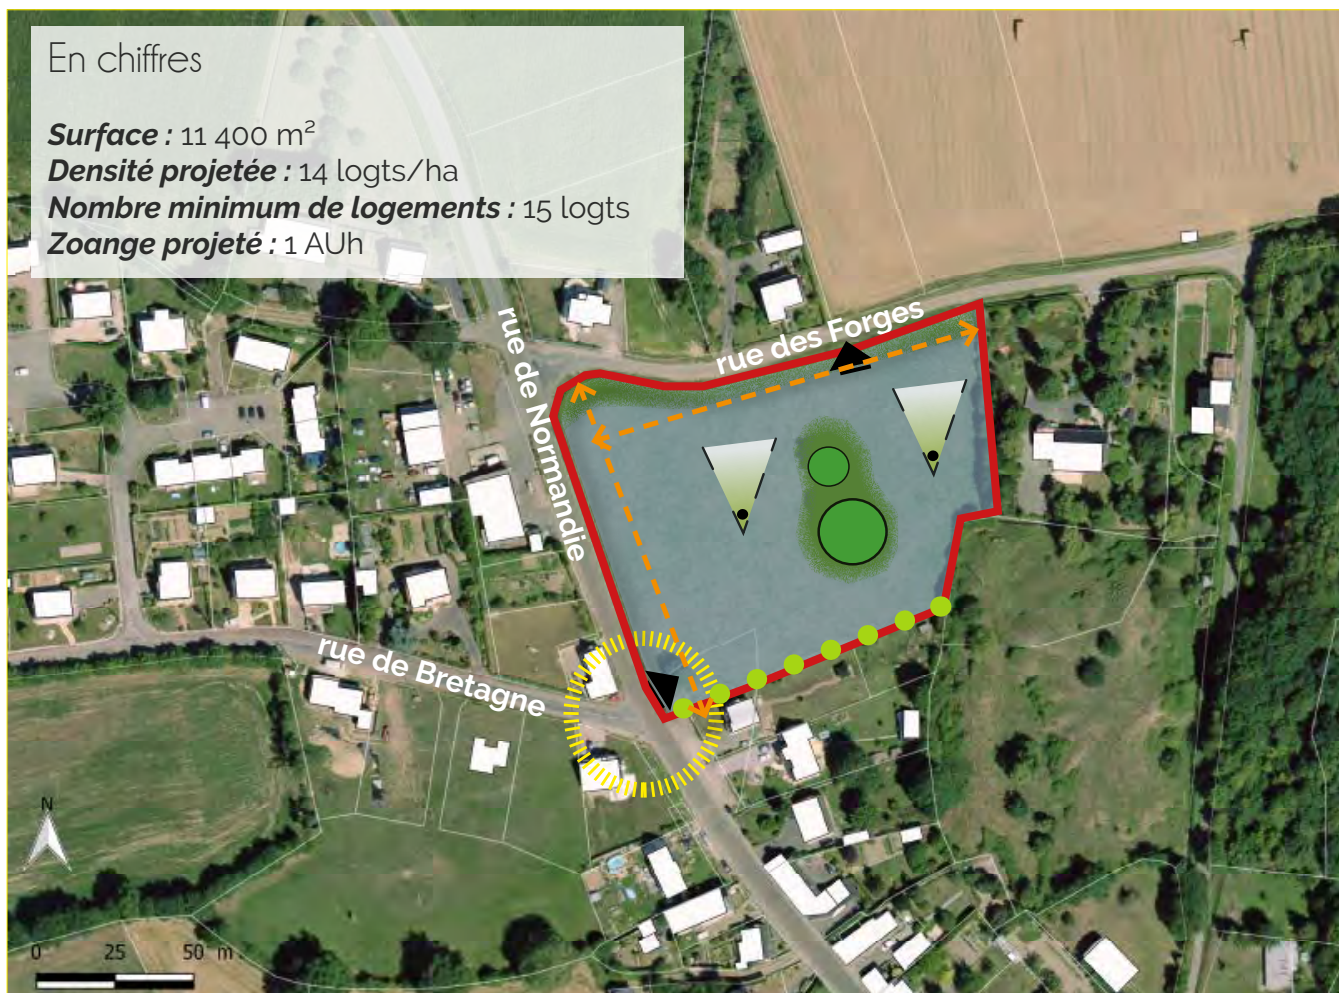 En chiffres
Surface : 11 400 m²
Densité projetée : 14 logts/ha
Nombre minimum de logements : 15 logts
Zoange projeté : 1 AUh
rue de Normandie
rue des Forges
rue de Bretagne
N
0 25 50 m